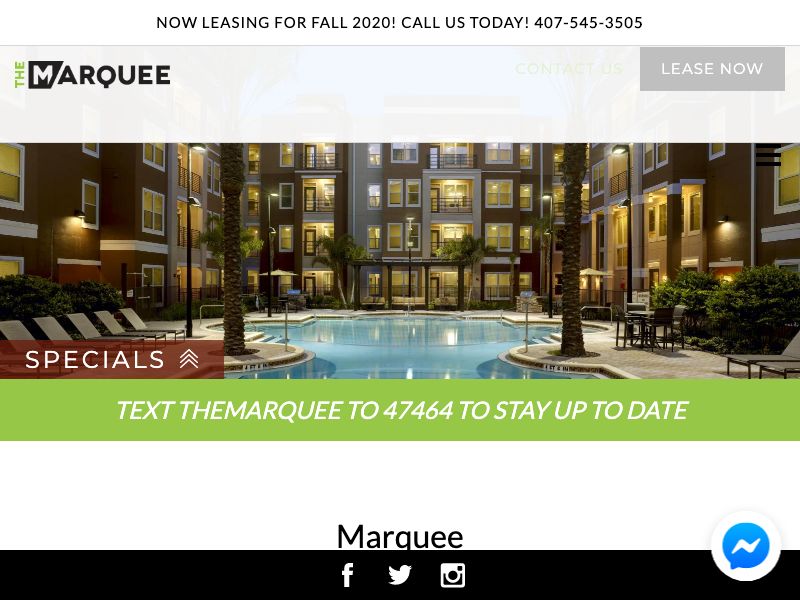 NOW LEASING FOR FALL 2020! CALL US TODAY! 407-545-3505
THE MARQUEE
CONTACT US
LEASE NOW
SPECIALS
TEXT THEMARQUEE TO 47464 TO STAY UP TO DATE
Marquee